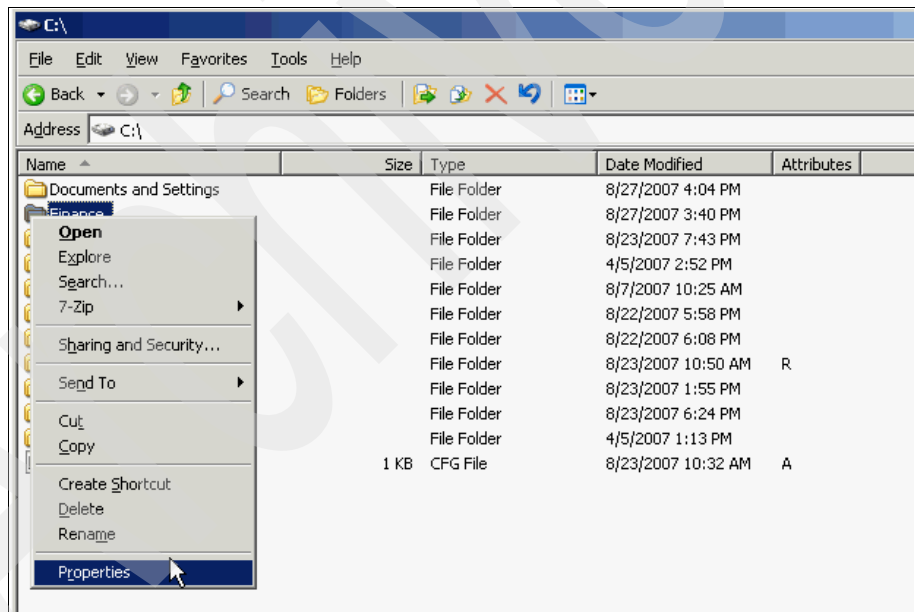 C:\
File Edit View Favorites Tools Help
Back Search Folders
Address C:\
Name Size Type Date Modified Attributes
Documents and Settings File Folder 8/27/2007 4:04 PM
Finance File Folder 8/27/2007 3:40 PM
Open File Folder 8/23/2007 7:43 PM
Explore File Folder 4/5/2007 2:52 PM
Search... File Folder 8/7/2007 10:25 AM
7-Zip File Folder 8/22/2007 5:58 PM
Sharing and Security... File Folder 8/22/2007 6:08 PM
File Folder 8/23/2007 10:50 AM R
Send To File Folder 8/23/2007 1:55 PM
Cut File Folder 8/23/2007 6:24 PM
Copy File Folder 4/5/2007 1:13 PM
1 KB CFG File 8/23/2007 10:32 AM A
Create Shortcut
Delete
Rename
Properties